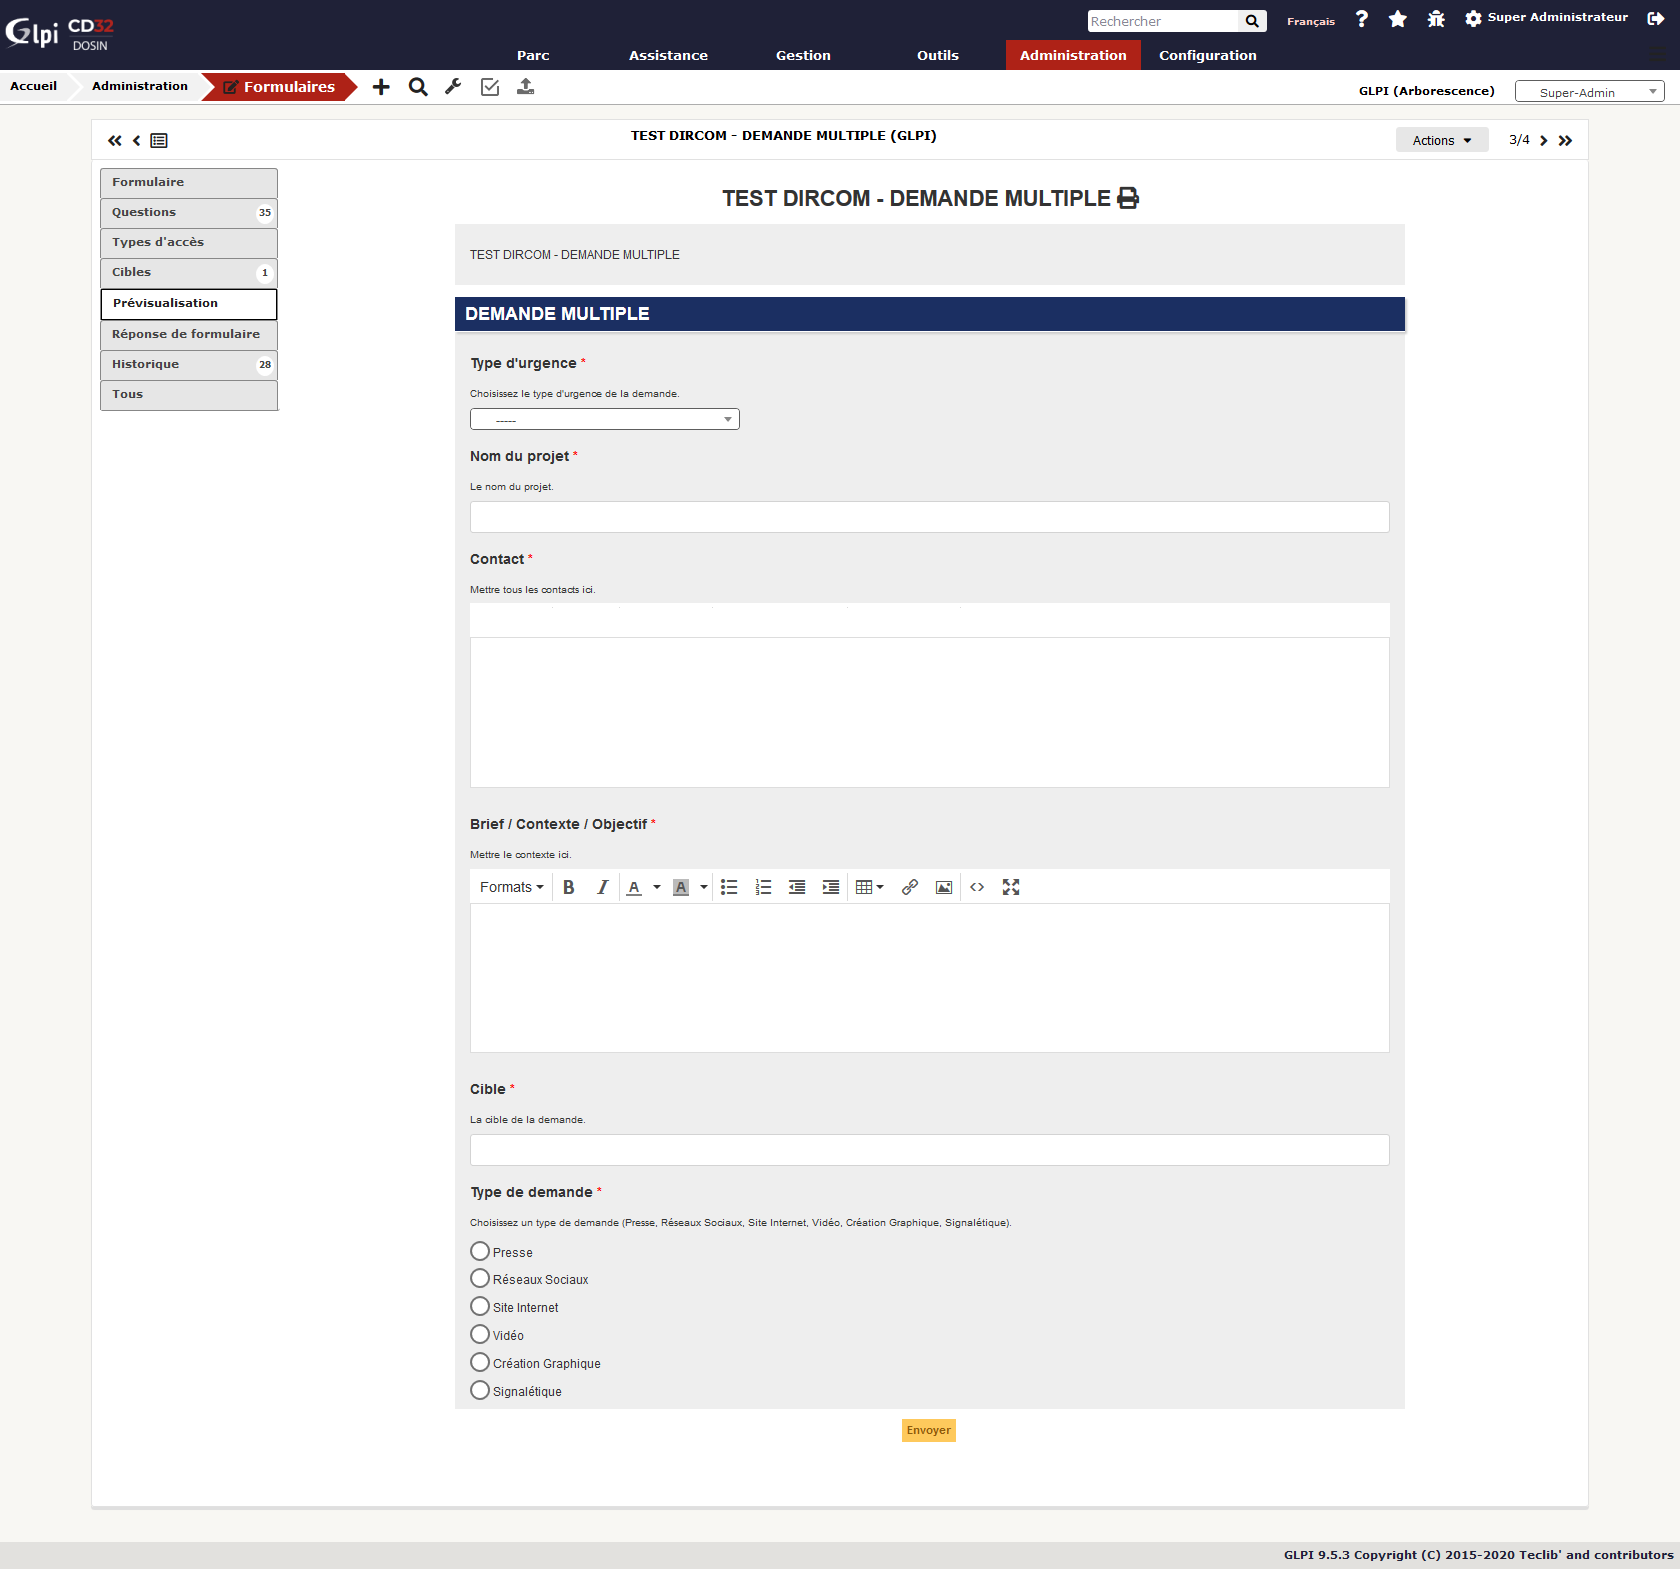 Glpi CD32 DOSIN
Rechercher
Français
Super Administrateur
Parc
Assistance
Gestion
Outils
Administration
Configuration
Accueil
Administration
Formulaires
GLPI (Arborescence)
Super-Admin
TEST DIRCOM - DEMANDE MULTIPLE (GLPI)
Actions
3/4
Formulaire
Questions 35
Types d'accès
Cibles 1
Prévisualisation
Réponse de formulaire
Historique 28
Tous
TEST DIRCOM - DEMANDE MULTIPLE
TEST DIRCOM - DEMANDE MULTIPLE
DEMANDE MULTIPLE
Type d'urgence *
Choisissez le type d'urgence de la demande.
-----
Nom du projet *
Le nom du projet.
Contact *
Mettre tous les contacts ici.
Brief / Contexte / Objectif *
Mettre le contexte ici.
Formats B I A A
Cible *
La cible de la demande.
Type de demande *
Choisissez un type de demande (Presse, Réseaux Sociaux, Site Internet, Vidéo, Création Graphique, Signalétique).
Presse
Réseaux Sociaux
Site Internet
Vidéo
Création Graphique
Signalétique
Envoyer
GLPI 9.5.3 Copyright (C) 2015-2020 Teclib' and contributors